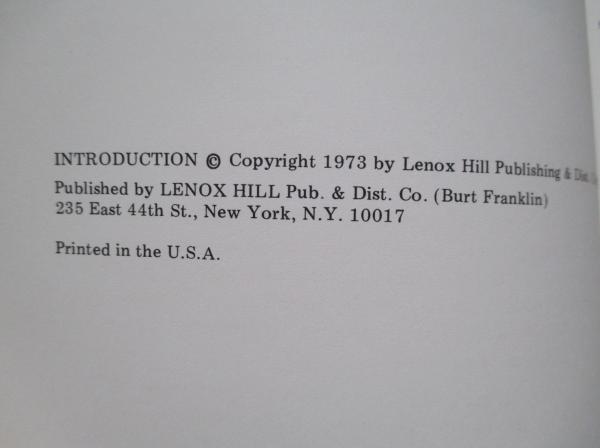 INTRODUCTION © Copyright 1973 by Lenox Hill Publishing & Dist.
Published by LENOX HILL Pub. & Dist. Co. (Burt Franklin)
235 East 44th St., New York, N.Y. 10017
Printed in the U.S.A.